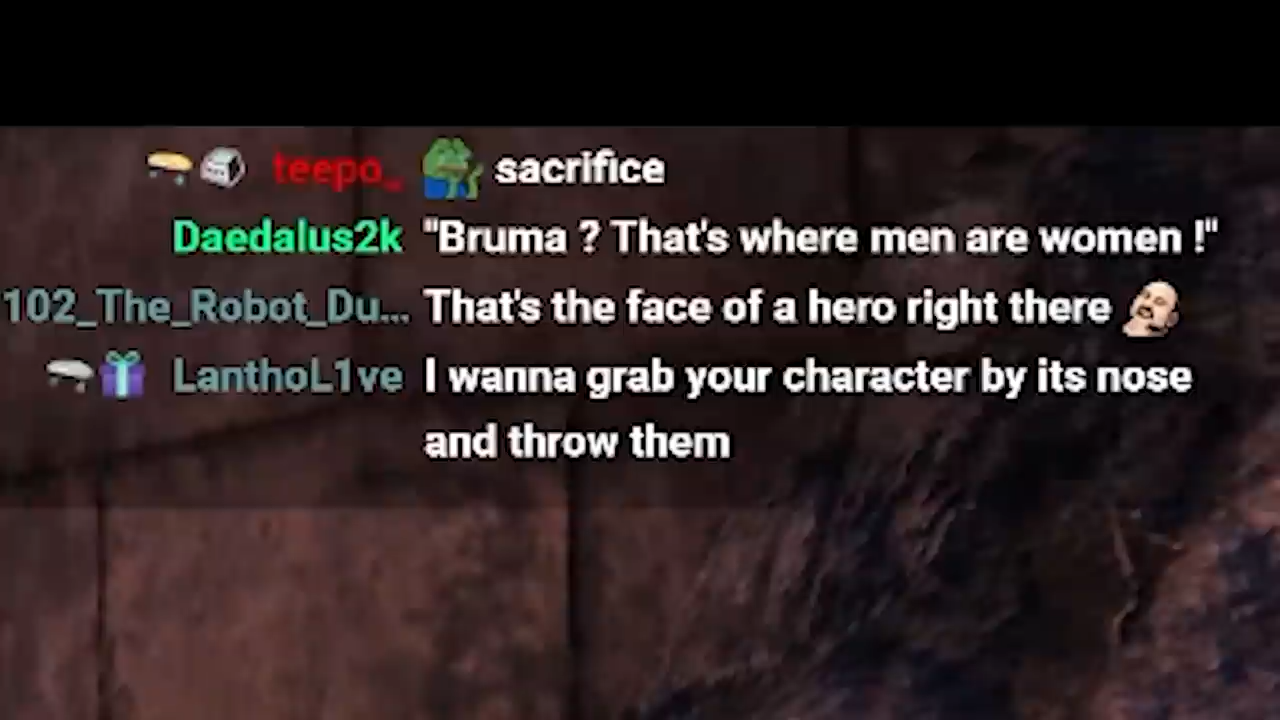 teepo_ sacrifice
Daedalus2k "Bruma ? That's where men are women !"
102_The_Robot_Du... That's the face of a hero right there
LanthoL1ve I wanna grab your character by its nose
and throw them